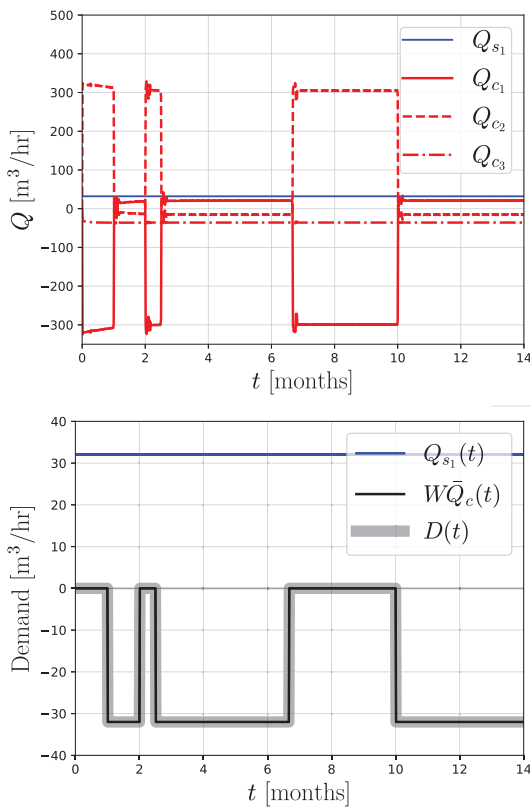 500
400
300
200
100
0
−100
−200
−300
0 2 4 6 8 10 12 14
Q [m³/hr]
t [months]
Q_{s_1}
Q_{c_1}
Q_{c_2}
Q_{c_3}
40
30
20
10
0
−10
−20
−30
−40
0 2 4 6 8 10 12 14
Demand [m³/hr]
t [months]
Q_{s_1}(t)
WQ̄_c(t)
D(t)